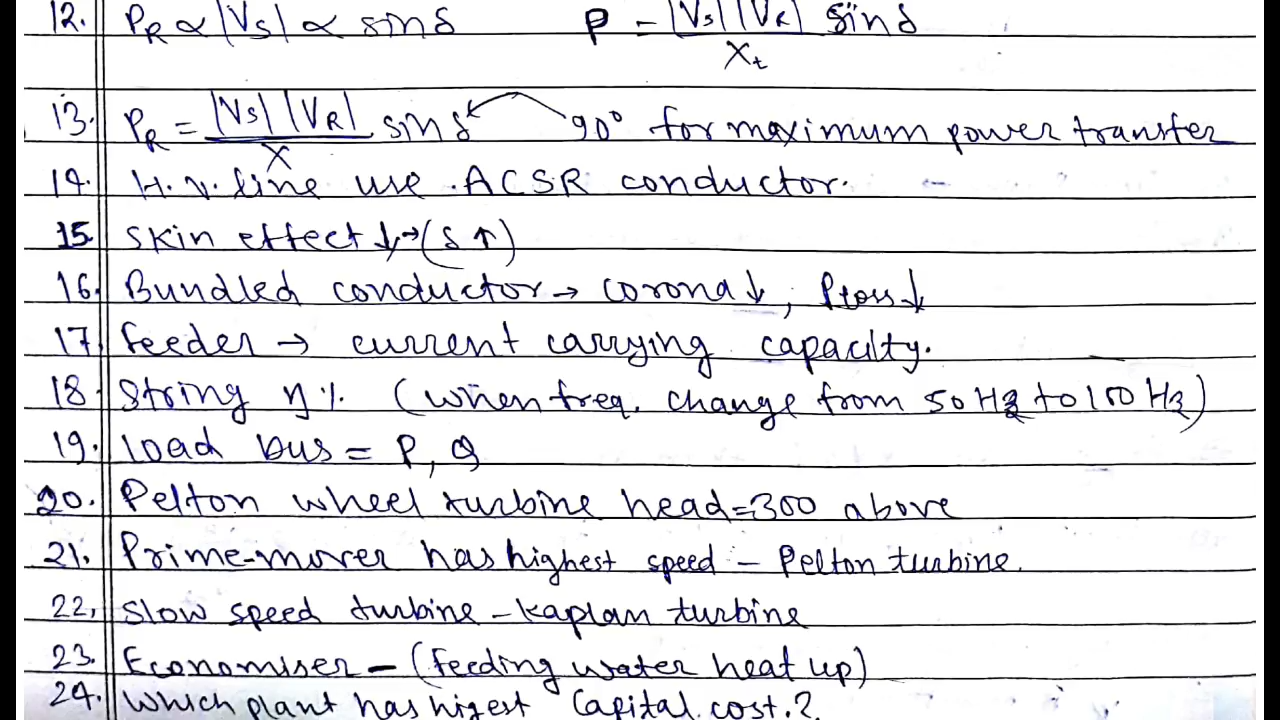 12. PR ∝ |VS| ∝ sinδ P = |VS| |VR| / Xt sinδ
13. PR = |VS| |VR| / X sinδ 90° for maximum power transfer
14. H.V. line use ACSR conductor.
15. Skin effect ↓→(δ ↑)
16. Bundled conductor → corona↓, Ploss↓
17. feeder → current carrying capacity.
18. String η%. (when freq. change from 50 Hz to 100 Hz)
19. load bus = P, Q
20. Pelton wheel turbine head=300 above
21. Prime-mover has highest speed - Pelton turbine.
22. Slow speed turbine - kaplan turbine
23. Economiser - (feeding water heat up)
24. Which plant has higest Capital cost.?